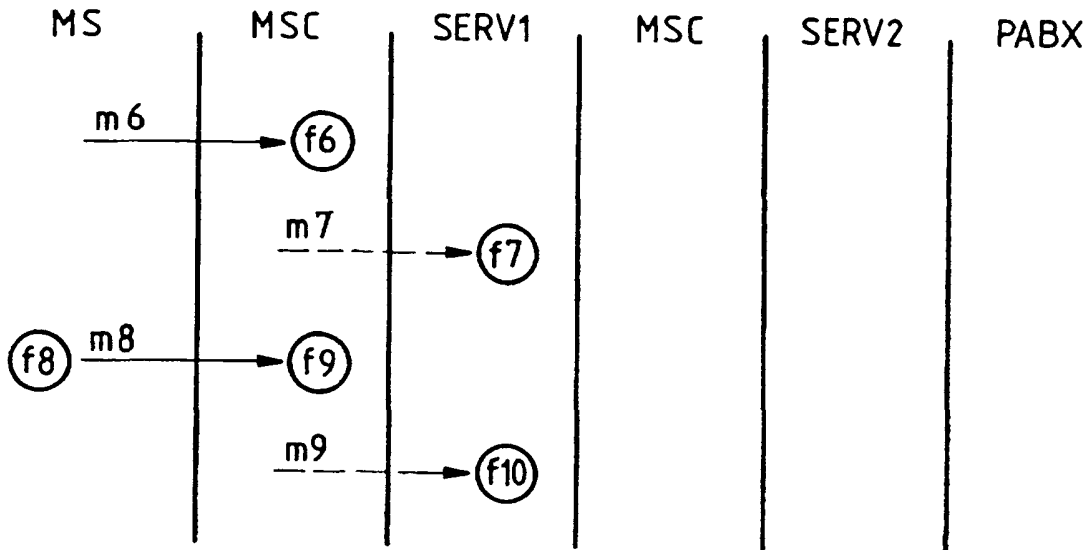 MS MSC SERV1 MSC SERV2 PABX
m6 f6
m7 f7
f8 m8 f9
m9 f10